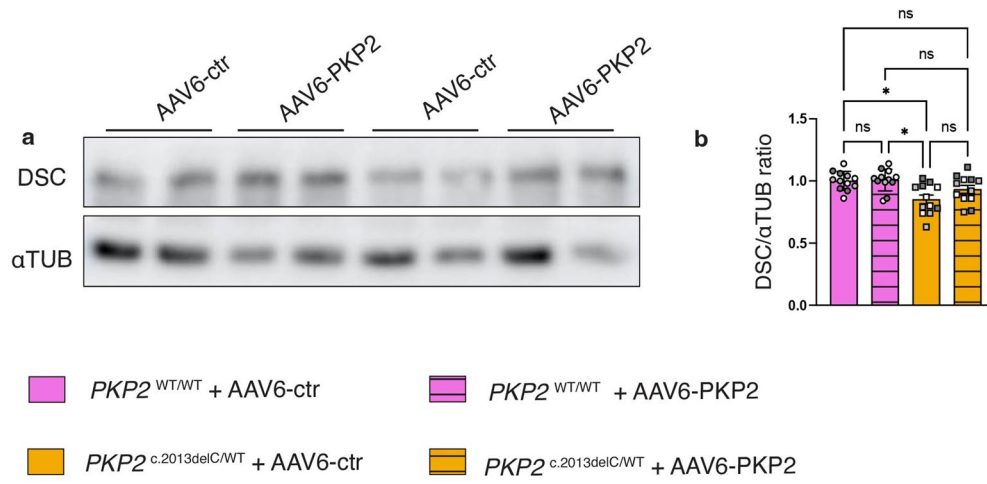 a
AAV6-ctr
AAV6-PKP2
AAV6-ctr
AAV6-PKP2
DSC
αTUB
b
ns
ns
*
ns
*
ns
DSC/αTUB ratio
1.5
1.0
0.5
0.0
PKP2 WT/WT + AAV6-ctr
PKP2 WT/WT + AAV6-PKP2
PKP2 c.2013delC/WT + AAV6-ctr
PKP2 c.2013delC/WT + AAV6-PKP2